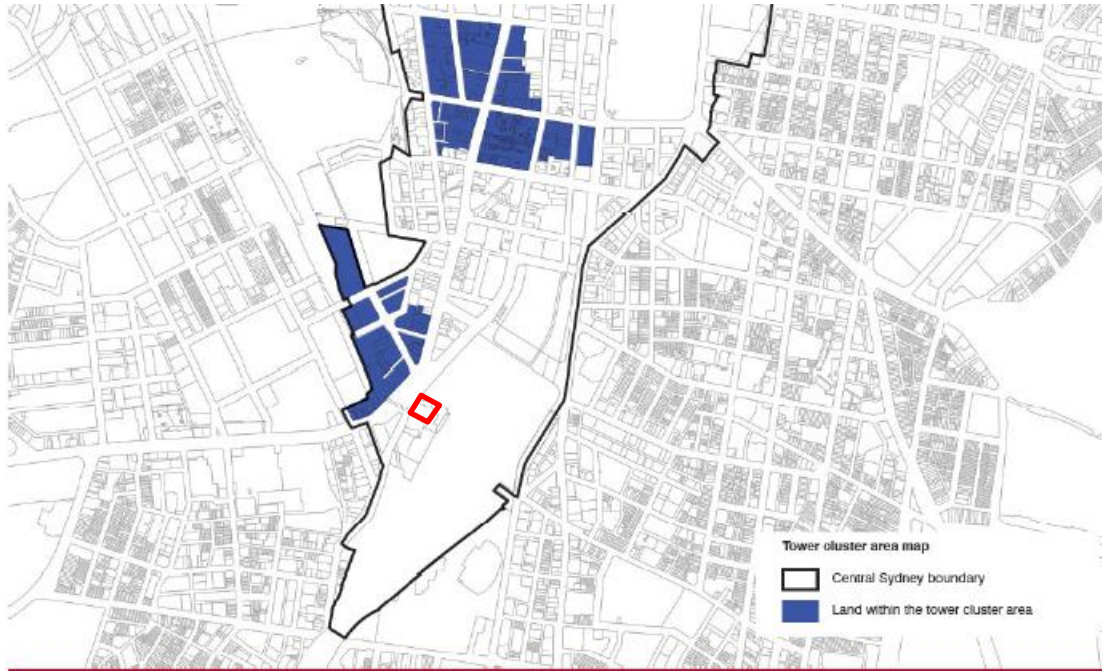 Tower cluster area map
Central Sydney boundary
Land within the tower cluster area